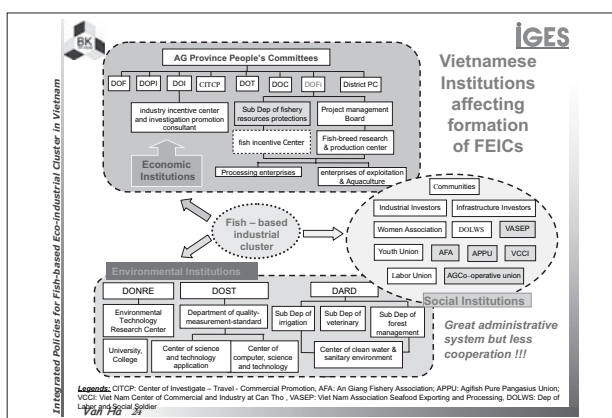 BK
iGES
Integrated Policies for Fish-based Eco-industrial Cluster in Vietnam
Vietnamese
Institutions
affecting
formation
of FEICs
AG Province People's Committees
DOF
DOPI
DOI
CITCP
DOT
DOC
DOFi
District PC
industry incentive center
and investigation promotion
consultant
Sub Dep of fishery
resources protections
Project management
Board
fish incentive Center
Fish-breed research
& production center
Processing enterprises
enterprises of exploitation
& Aquaculture
Economic
Institutions
Fish – based
industrial
cluster
Communities
Industrial Investors
Infrastructure Investors
Women Association
DOLWS
VASEP
Youth Union
AFA
APPU
VCCI
Labor Union
AGCo-operative union
Social Institutions
Environmental Institutions
DONRE
DOST
DARD
Environmental
Technology
Research Center
Department of quality-
measurement-standard
Sub Dep of
irrigation
Sub Dep of
veterinary
Sub Dep of
forest
management
University,
College
Center of science
and technology
application
Center of
computer, science
and technology
Center of clean water &
sanitary environment
Great administrative
system but less
cooperation !!!
Legends: CITCP: Center of Investigate – Travel - Commercial Promotion, AFA: An Giang Fishery Association; APPU: Agifish Pure Pangasius Union;
VCCI: Viet Nam Center of Commercial and Industry at Can Tho , VASEP: Viet Nam Association Seafood Exporting and Processing, DOLWS: Dep of
Labor and Social Soldier
Van Ha 24